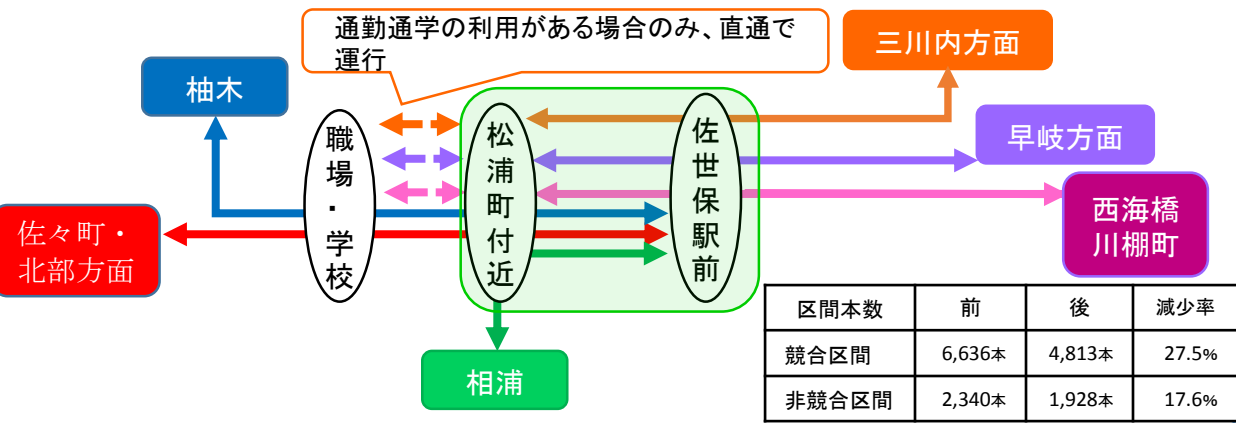 通勤通学の利用がある場合のみ、直通で
運行
三川内方面
柚木
職場・学校
松浦町付近
佐世保駅前
早岐方面
佐々町・
北部方面
西海橋
川棚町
相浦
区間本数 前 後 減少率
競合区間 6,636本 4,813本 27.5%
非競合区間 2,340本 1,928本 17.6%